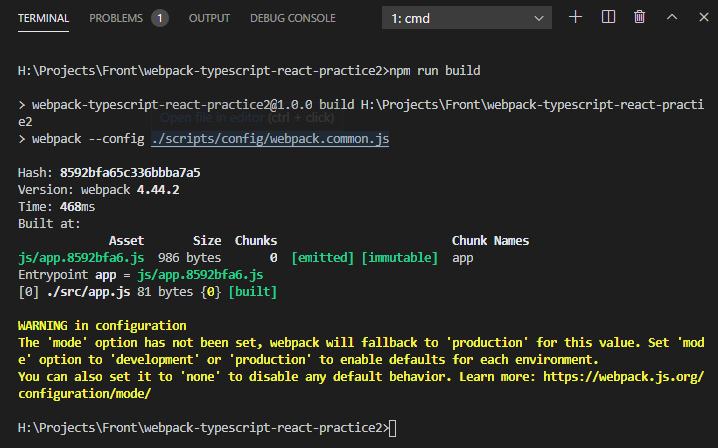 TERMINAL PROBLEMS 1 OUTPUT DEBUG CONSOLE 1: cmd
H:\Projects\Front\webpack-typescript-react-practice2>npm run build
> webpack-typescript-react-practice2@1.0.0 build H:\Projects\Front\webpack-typescript-react-practi
e2
Open file in editor (ctrl + click)
> webpack --config ./scripts/config/webpack.common.js
Hash: 8592bfa65c336bbba7a5
Version: webpack 4.44.2
Time: 468ms
Built at:
Asset Size Chunks Chunk Names
js/app.8592bfa6.js 986 bytes 0 [emitted] [immutable] app
Entrypoint app = js/app.8592bfa6.js
[0] ./src/app.js 81 bytes {0} [built]
WARNING in configuration
The 'mode' option has not been set, webpack will fallback to 'production' for this value. Set 'mod
e' option to 'development' or 'production' to enable defaults for each environment.
You can also set it to 'none' to disable any default behavior. Learn more: https://webpack.js.org/
configuration/mode/
H:\Projects\Front\webpack-typescript-react-practice2>